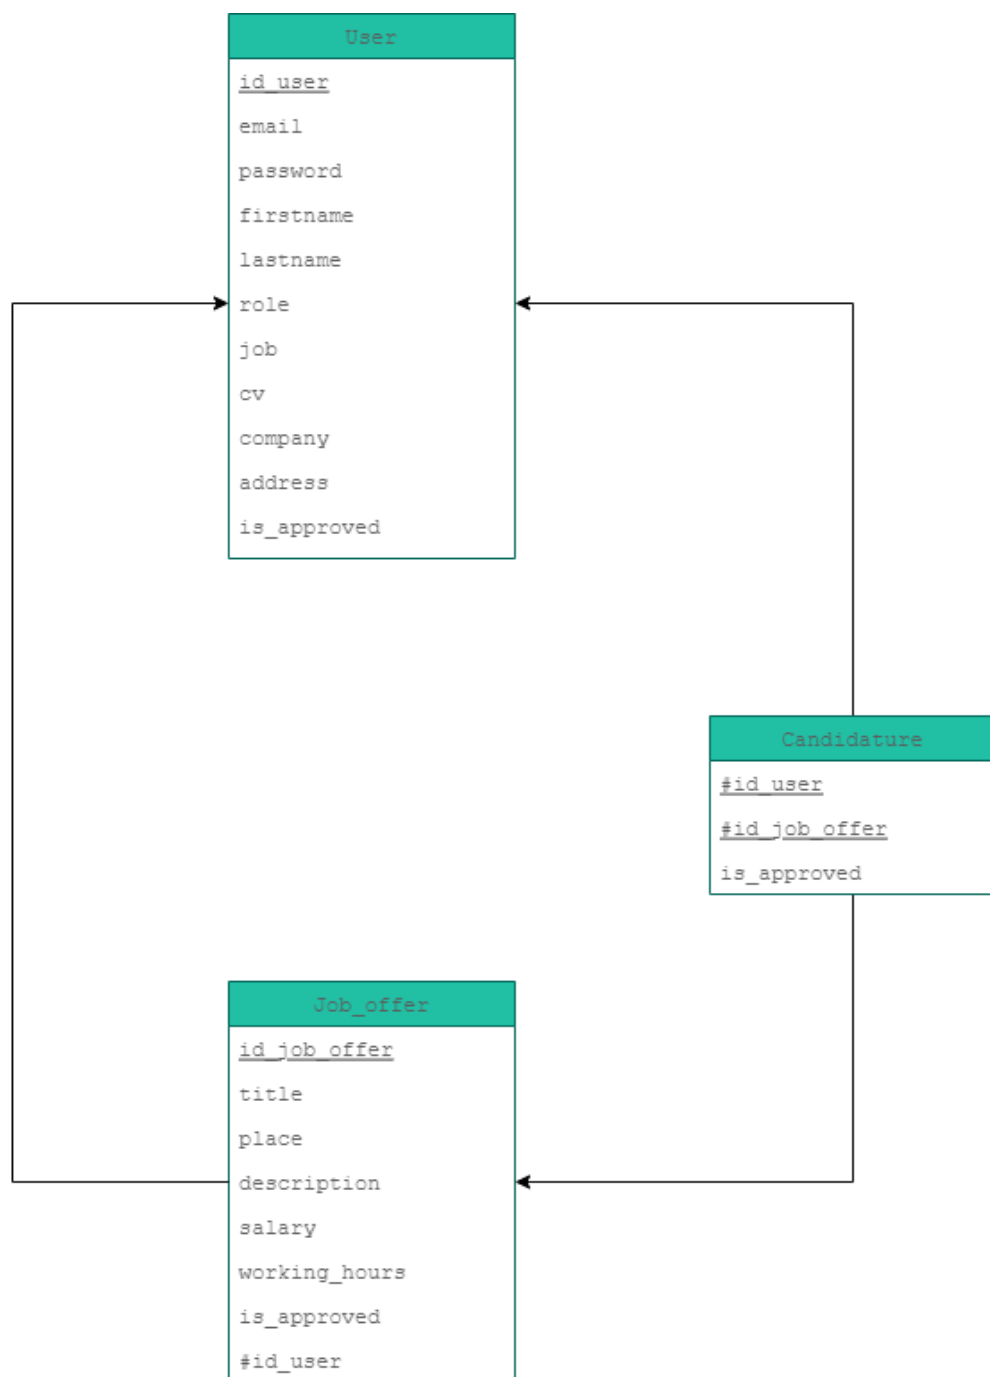 User
id_user
email
password
firstname
lastname
role
job
cv
company
address
is_approved
Candidature
#id_user
#id_job_offer
is_approved
Job_offer
id_job_offer
title
place
description
salary
working_hours
is_approved
#id_user